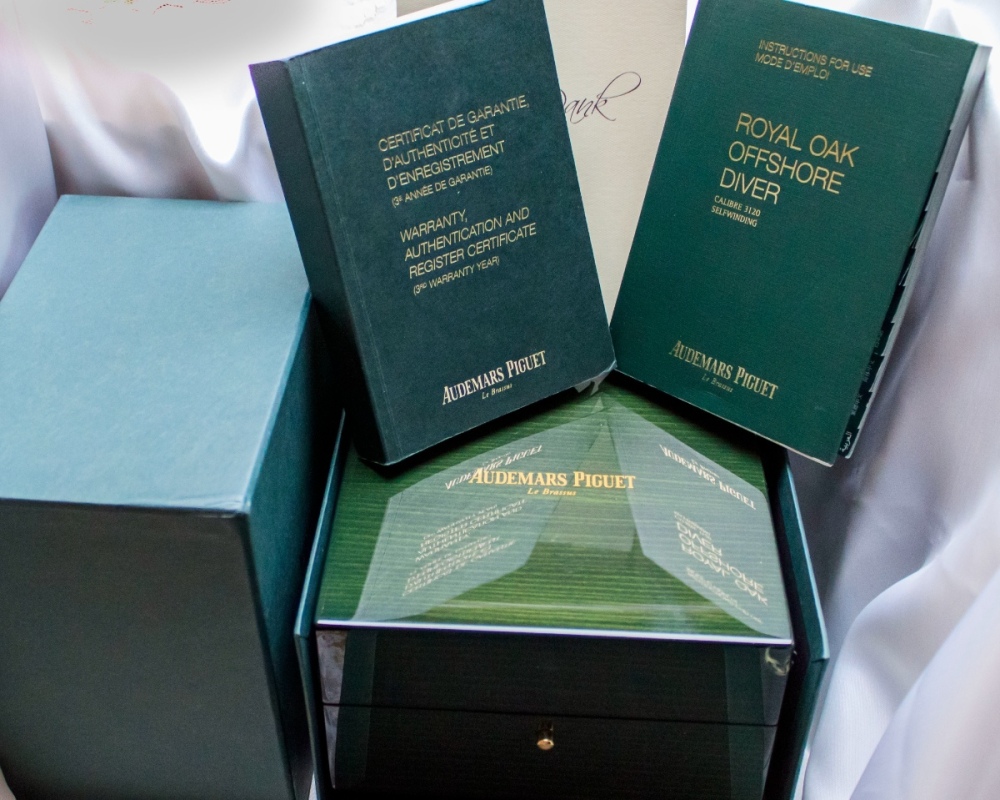 CERTIFICAT DE GARANTIE,
D'AUTHENTICITÉ ET
D'ENREGISTREMENT
(3E ANNÉE DE GARANTIE)
WARRANTY,
AUTHENTICATION AND
REGISTER CERTIFICATE
(3RD WARRANTY YEAR)
AUDEMARS PIGUET
Le Brassus
ank
INSTRUCTIONS FOR USE
MODE D'EMPLOI
ROYAL OAK
OFFSHORE
DIVER
CALIBRE 3120
SELFWINDING
AUDEMARS PIGUET
Le Brassus
العربية
AUDEMARS PIGUET
Le Brassus